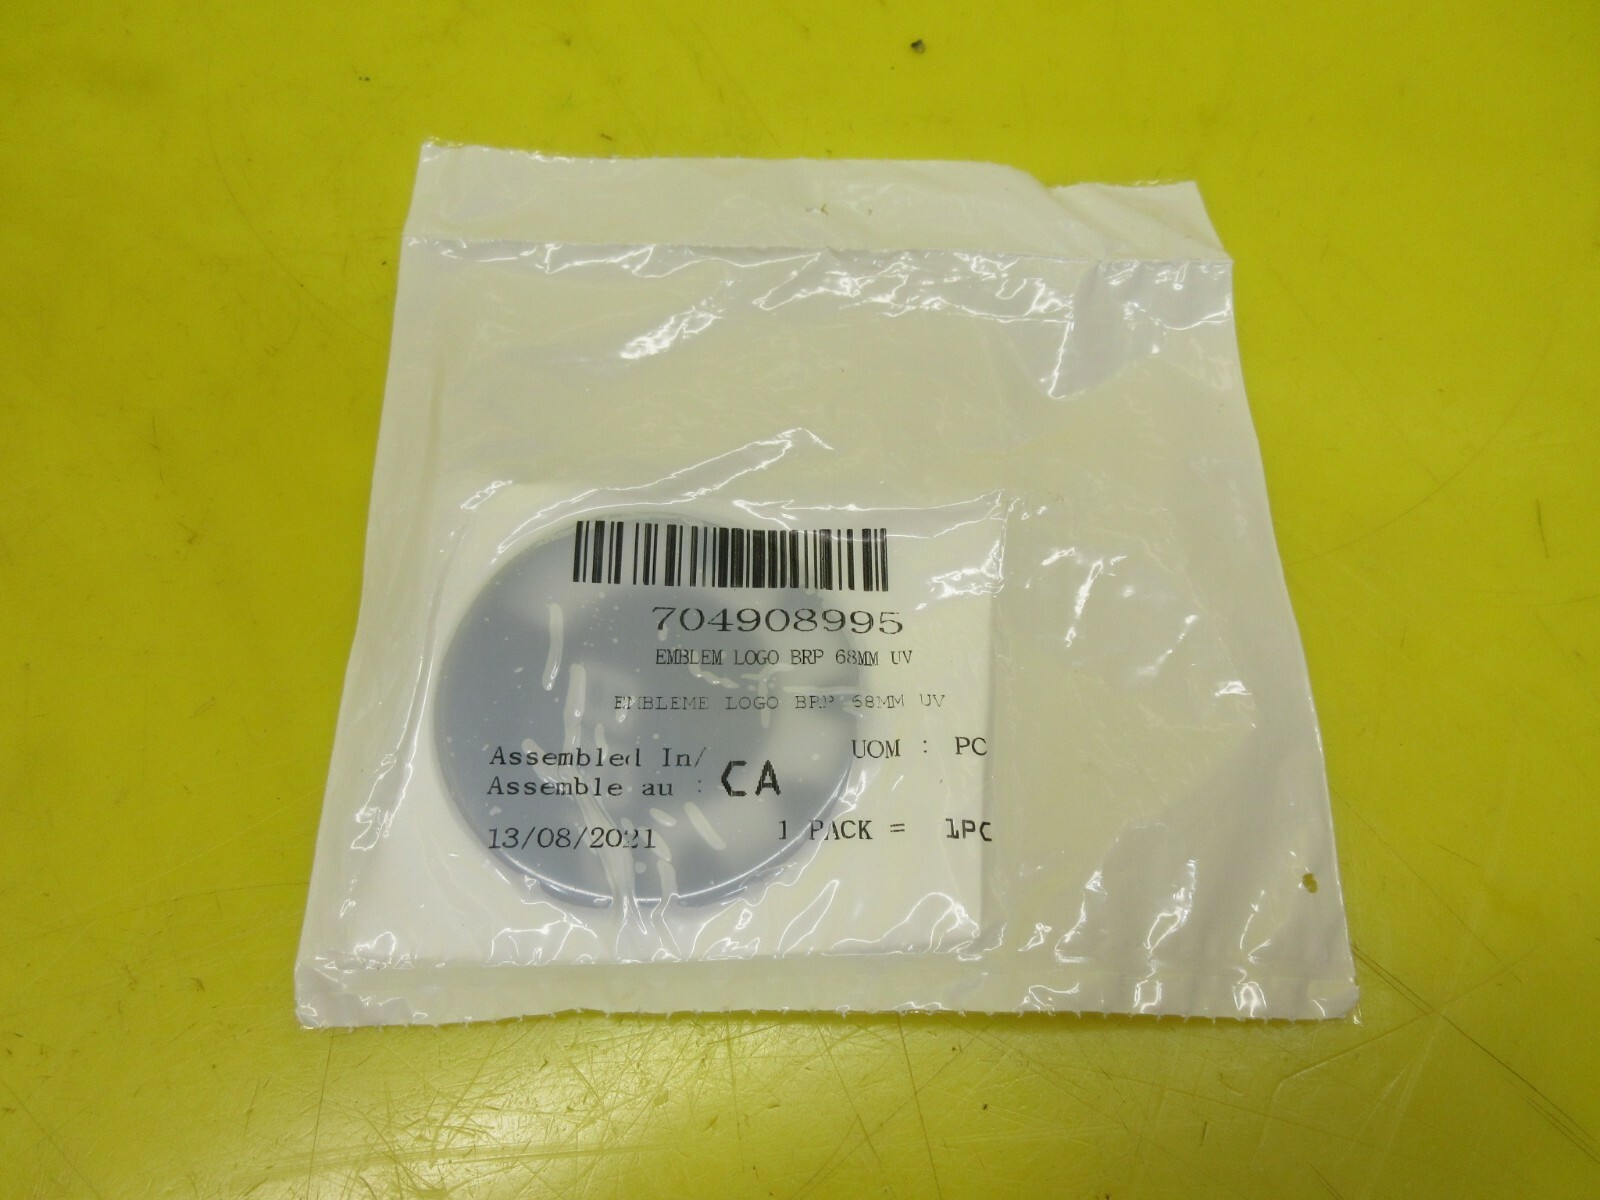 704908995
EMBLEM LOGO BRP 68MM UV
EMBLEME LOGO BRP 68MM UV
Assembled In/
Assemble au : CA
UOM : PC
13/08/2021
1 PACK = 1PC